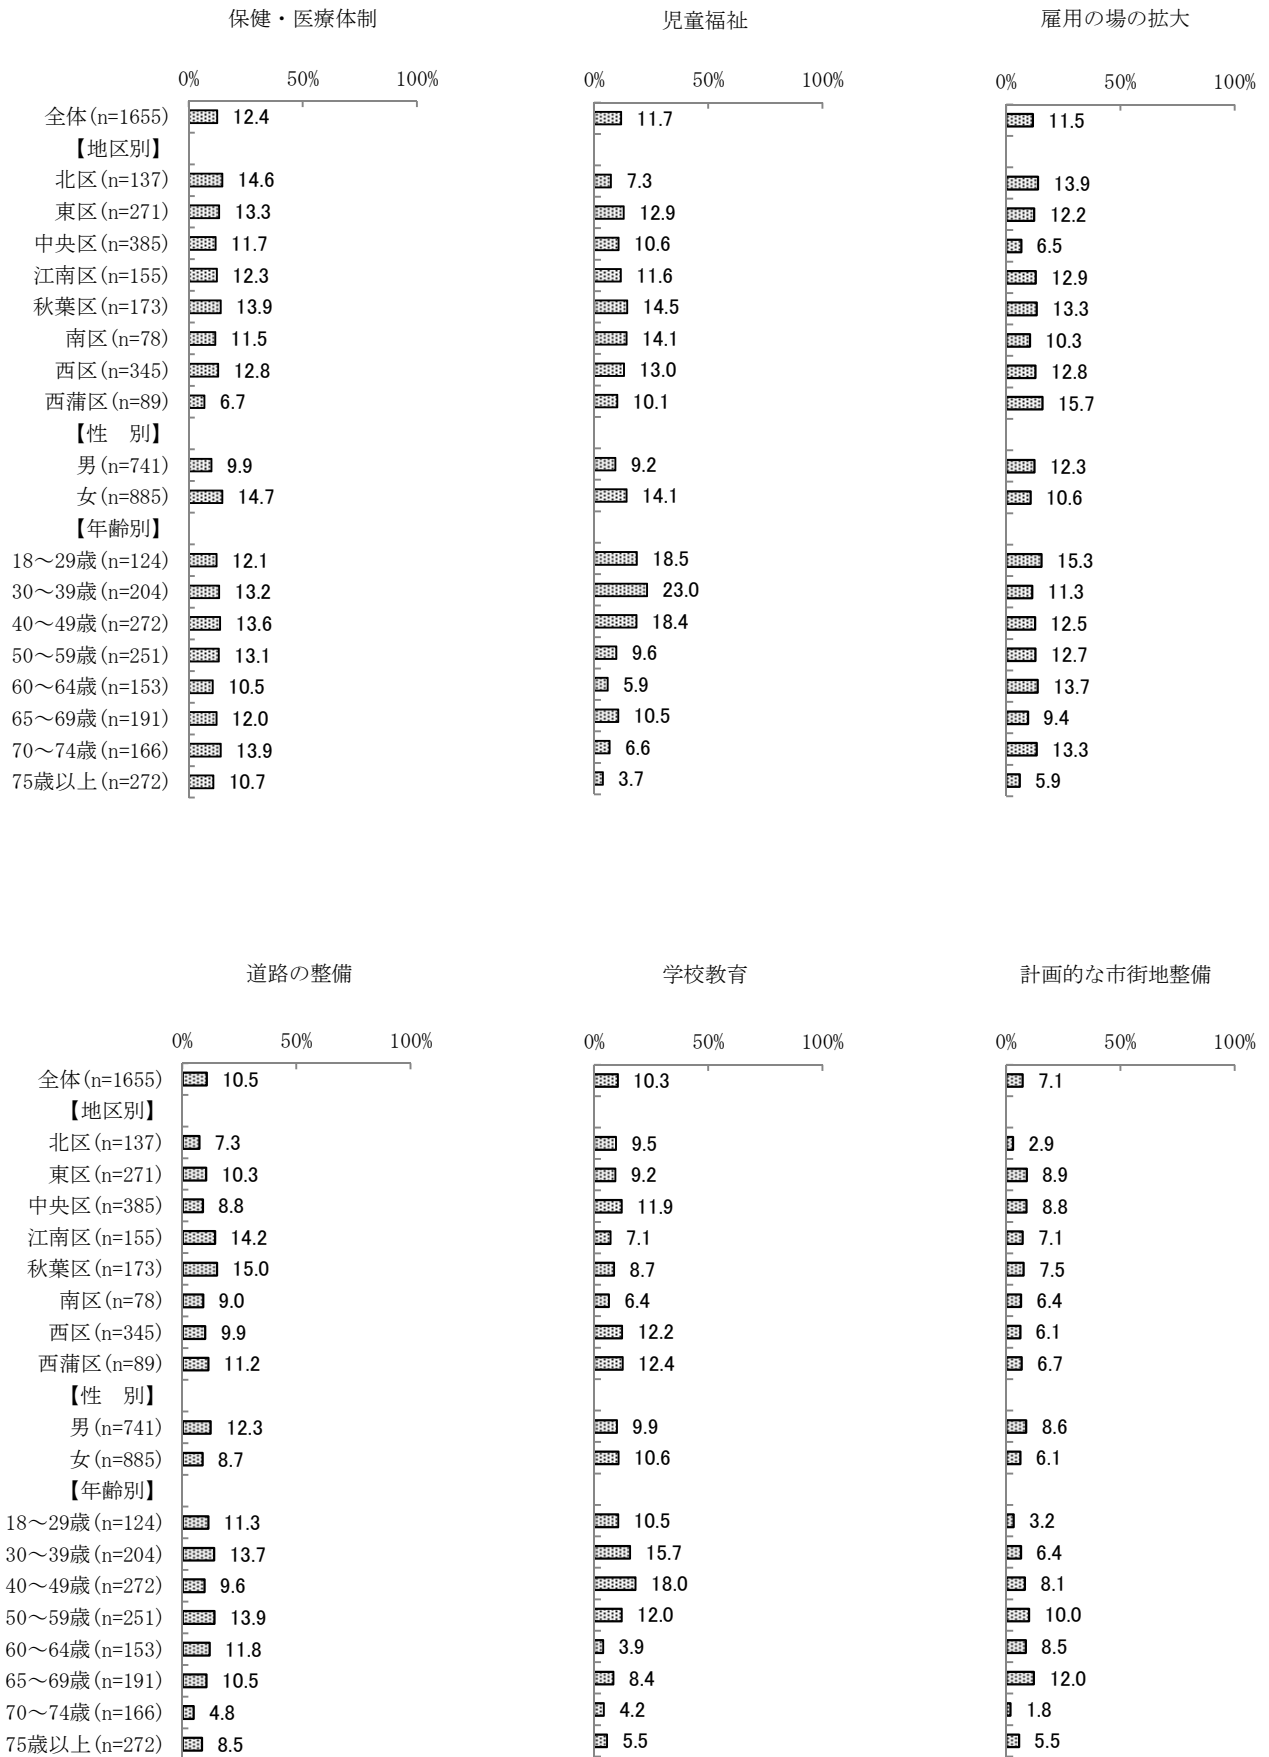 保健・医療体制 児童福祉 雇用の場の拡大
0% 50% 100% 0% 50% 100% 0% 50% 100%
全体(n=1655) 12.4 11.7 11.5
【地区別】
北区(n=137) 14.6 7.3 13.9
東区(n=271) 13.3 12.9 12.2
中央区(n=385) 11.7 10.6 6.5
江南区(n=155) 12.3 11.6 12.9
秋葉区(n=173) 13.9 14.5 13.3
南区(n=78) 11.5 14.1 10.3
西区(n=345) 12.8 13.0 12.8
西蒲区(n=89) 6.7 10.1 15.7
【性　別】
男(n=741) 9.9 9.2 12.3
女(n=885) 14.7 14.1 10.6
【年齢別】
18～29歳(n=124) 12.1 18.5 15.3
30～39歳(n=204) 13.2 23.0 11.3
40～49歳(n=272) 13.6 18.4 12.5
50～59歳(n=251) 13.1 9.6 12.7
60～64歳(n=153) 10.5 5.9 13.7
65～69歳(n=191) 12.0 10.5 9.4
70～74歳(n=166) 13.9 6.6 13.3
75歳以上(n=272) 10.7 3.7 5.9
道路の整備 学校教育 計画的な市街地整備
0% 50% 100% 0% 50% 100% 0% 50% 100%
全体(n=1655) 10.5 10.3 7.1
【地区別】
北区(n=137) 7.3 9.5 2.9
東区(n=271) 10.3 9.2 8.9
中央区(n=385) 8.8 11.9 8.8
江南区(n=155) 14.2 7.1 7.1
秋葉区(n=173) 15.0 8.7 7.5
南区(n=78) 9.0 6.4 6.4
西区(n=345) 9.9 12.2 6.1
西蒲区(n=89) 11.2 12.4 6.7
【性　別】
男(n=741) 12.3 9.9 8.6
女(n=885) 8.7 10.6 6.1
【年齢別】
18～29歳(n=124) 11.3 10.5 3.2
30～39歳(n=204) 13.7 15.7 6.4
40～49歳(n=272) 9.6 18.0 8.1
50～59歳(n=251) 13.9 12.0 10.0
60～64歳(n=153) 11.8 3.9 8.5
65～69歳(n=191) 10.5 8.4 12.0
70～74歳(n=166) 4.8 4.2 1.8
75歳以上(n=272) 8.5 5.5 5.5